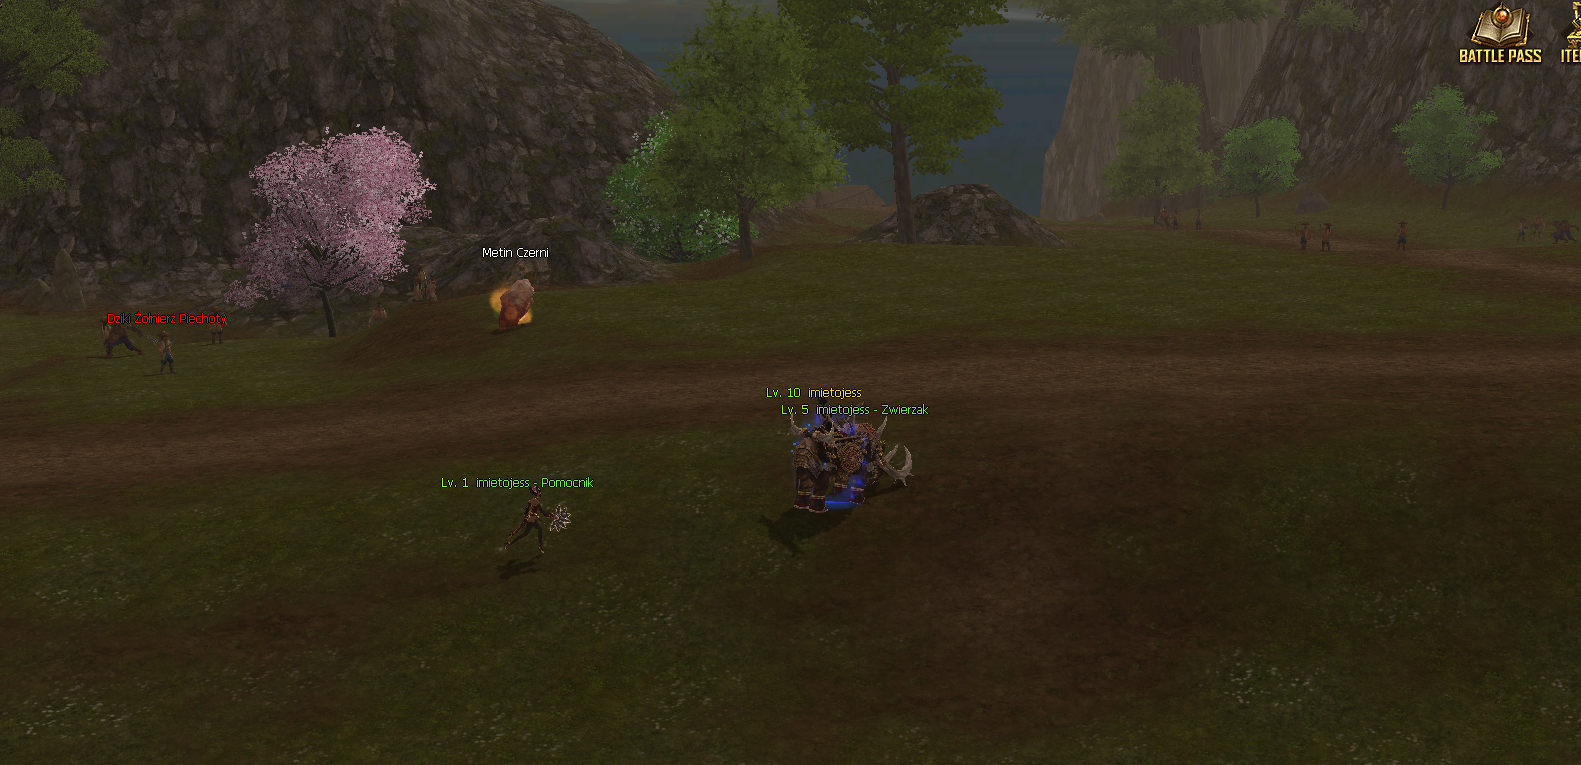 BATTLE PASS
Metin Czerni
Dziki Żołnierz Piechoty
Lv. 10 imietojess
Lv. 5 imietojess - Zwierzak
Lv. 1 imietojess - Pomocnik